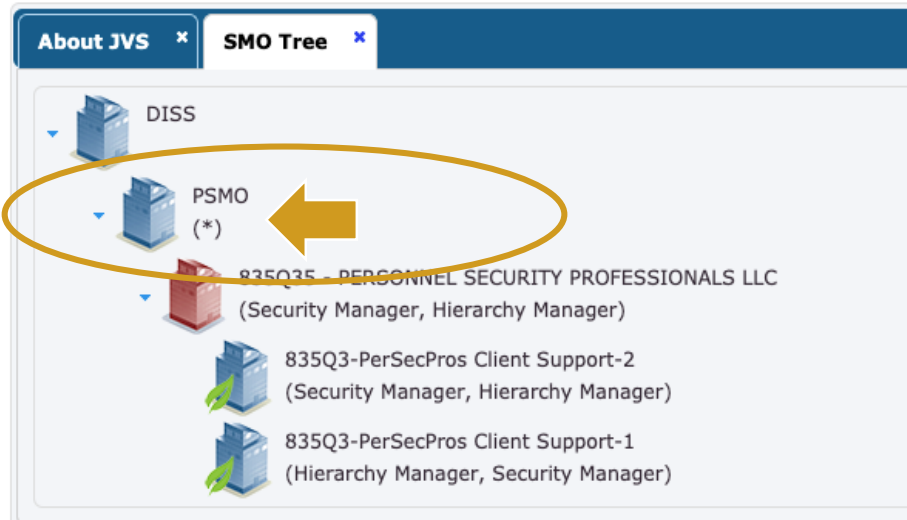 About JVS × SMO Tree ×
DISS
PSMO
(*)
835Q35 - PERSONNEL SECURITY PROFESSIONALS LLC
(Security Manager, Hierarchy Manager)
835Q3-PerSecPros Client Support-2
(Security Manager, Hierarchy Manager)
835Q3-PerSecPros Client Support-1
(Hierarchy Manager, Security Manager)